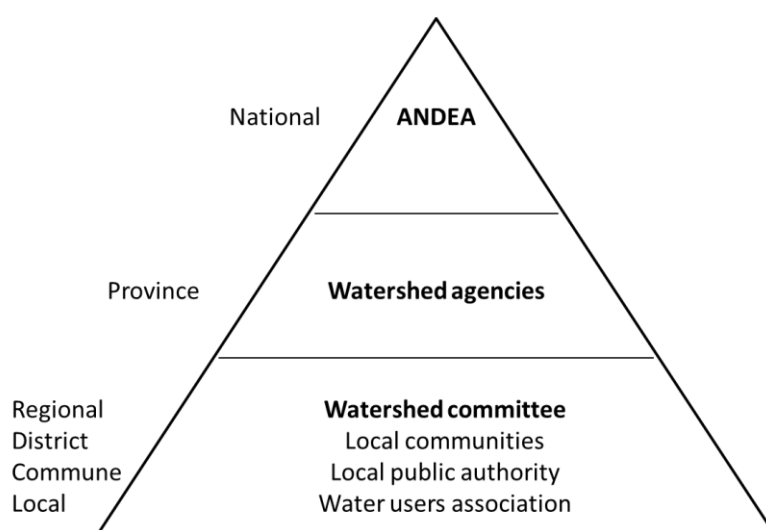 National ANDEA
Province Watershed agencies
Regional Watershed committee
District Local communities
Commune Local public authority
Local Water users association